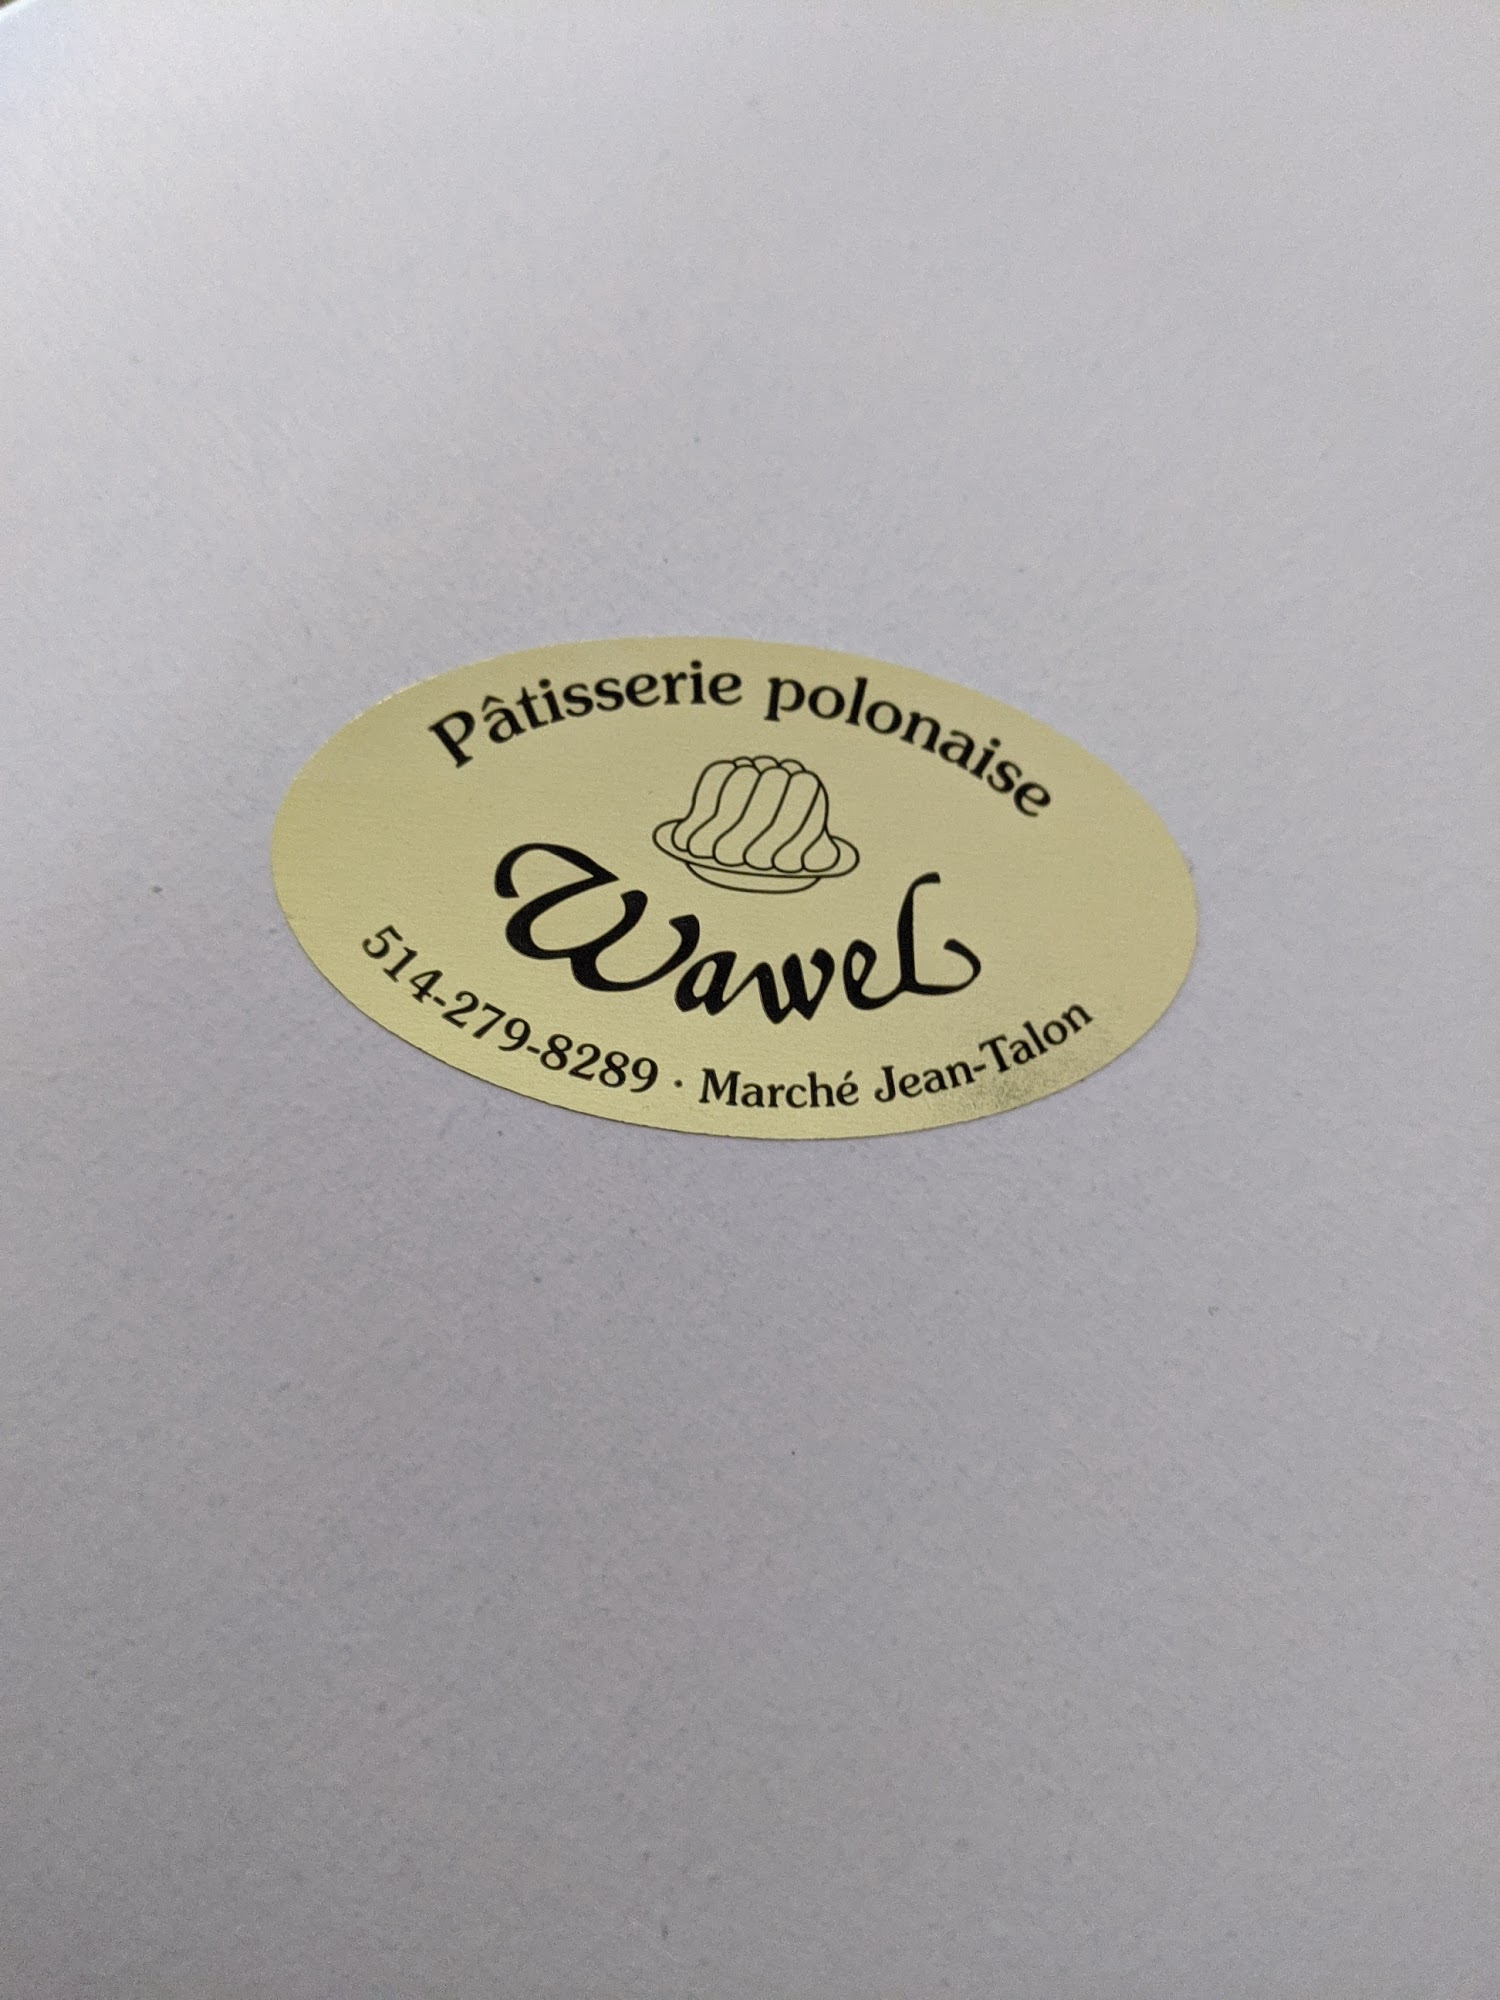 Pâtisserie polonaise
Wawel
514-279-8289 · Marché Jean-Talon